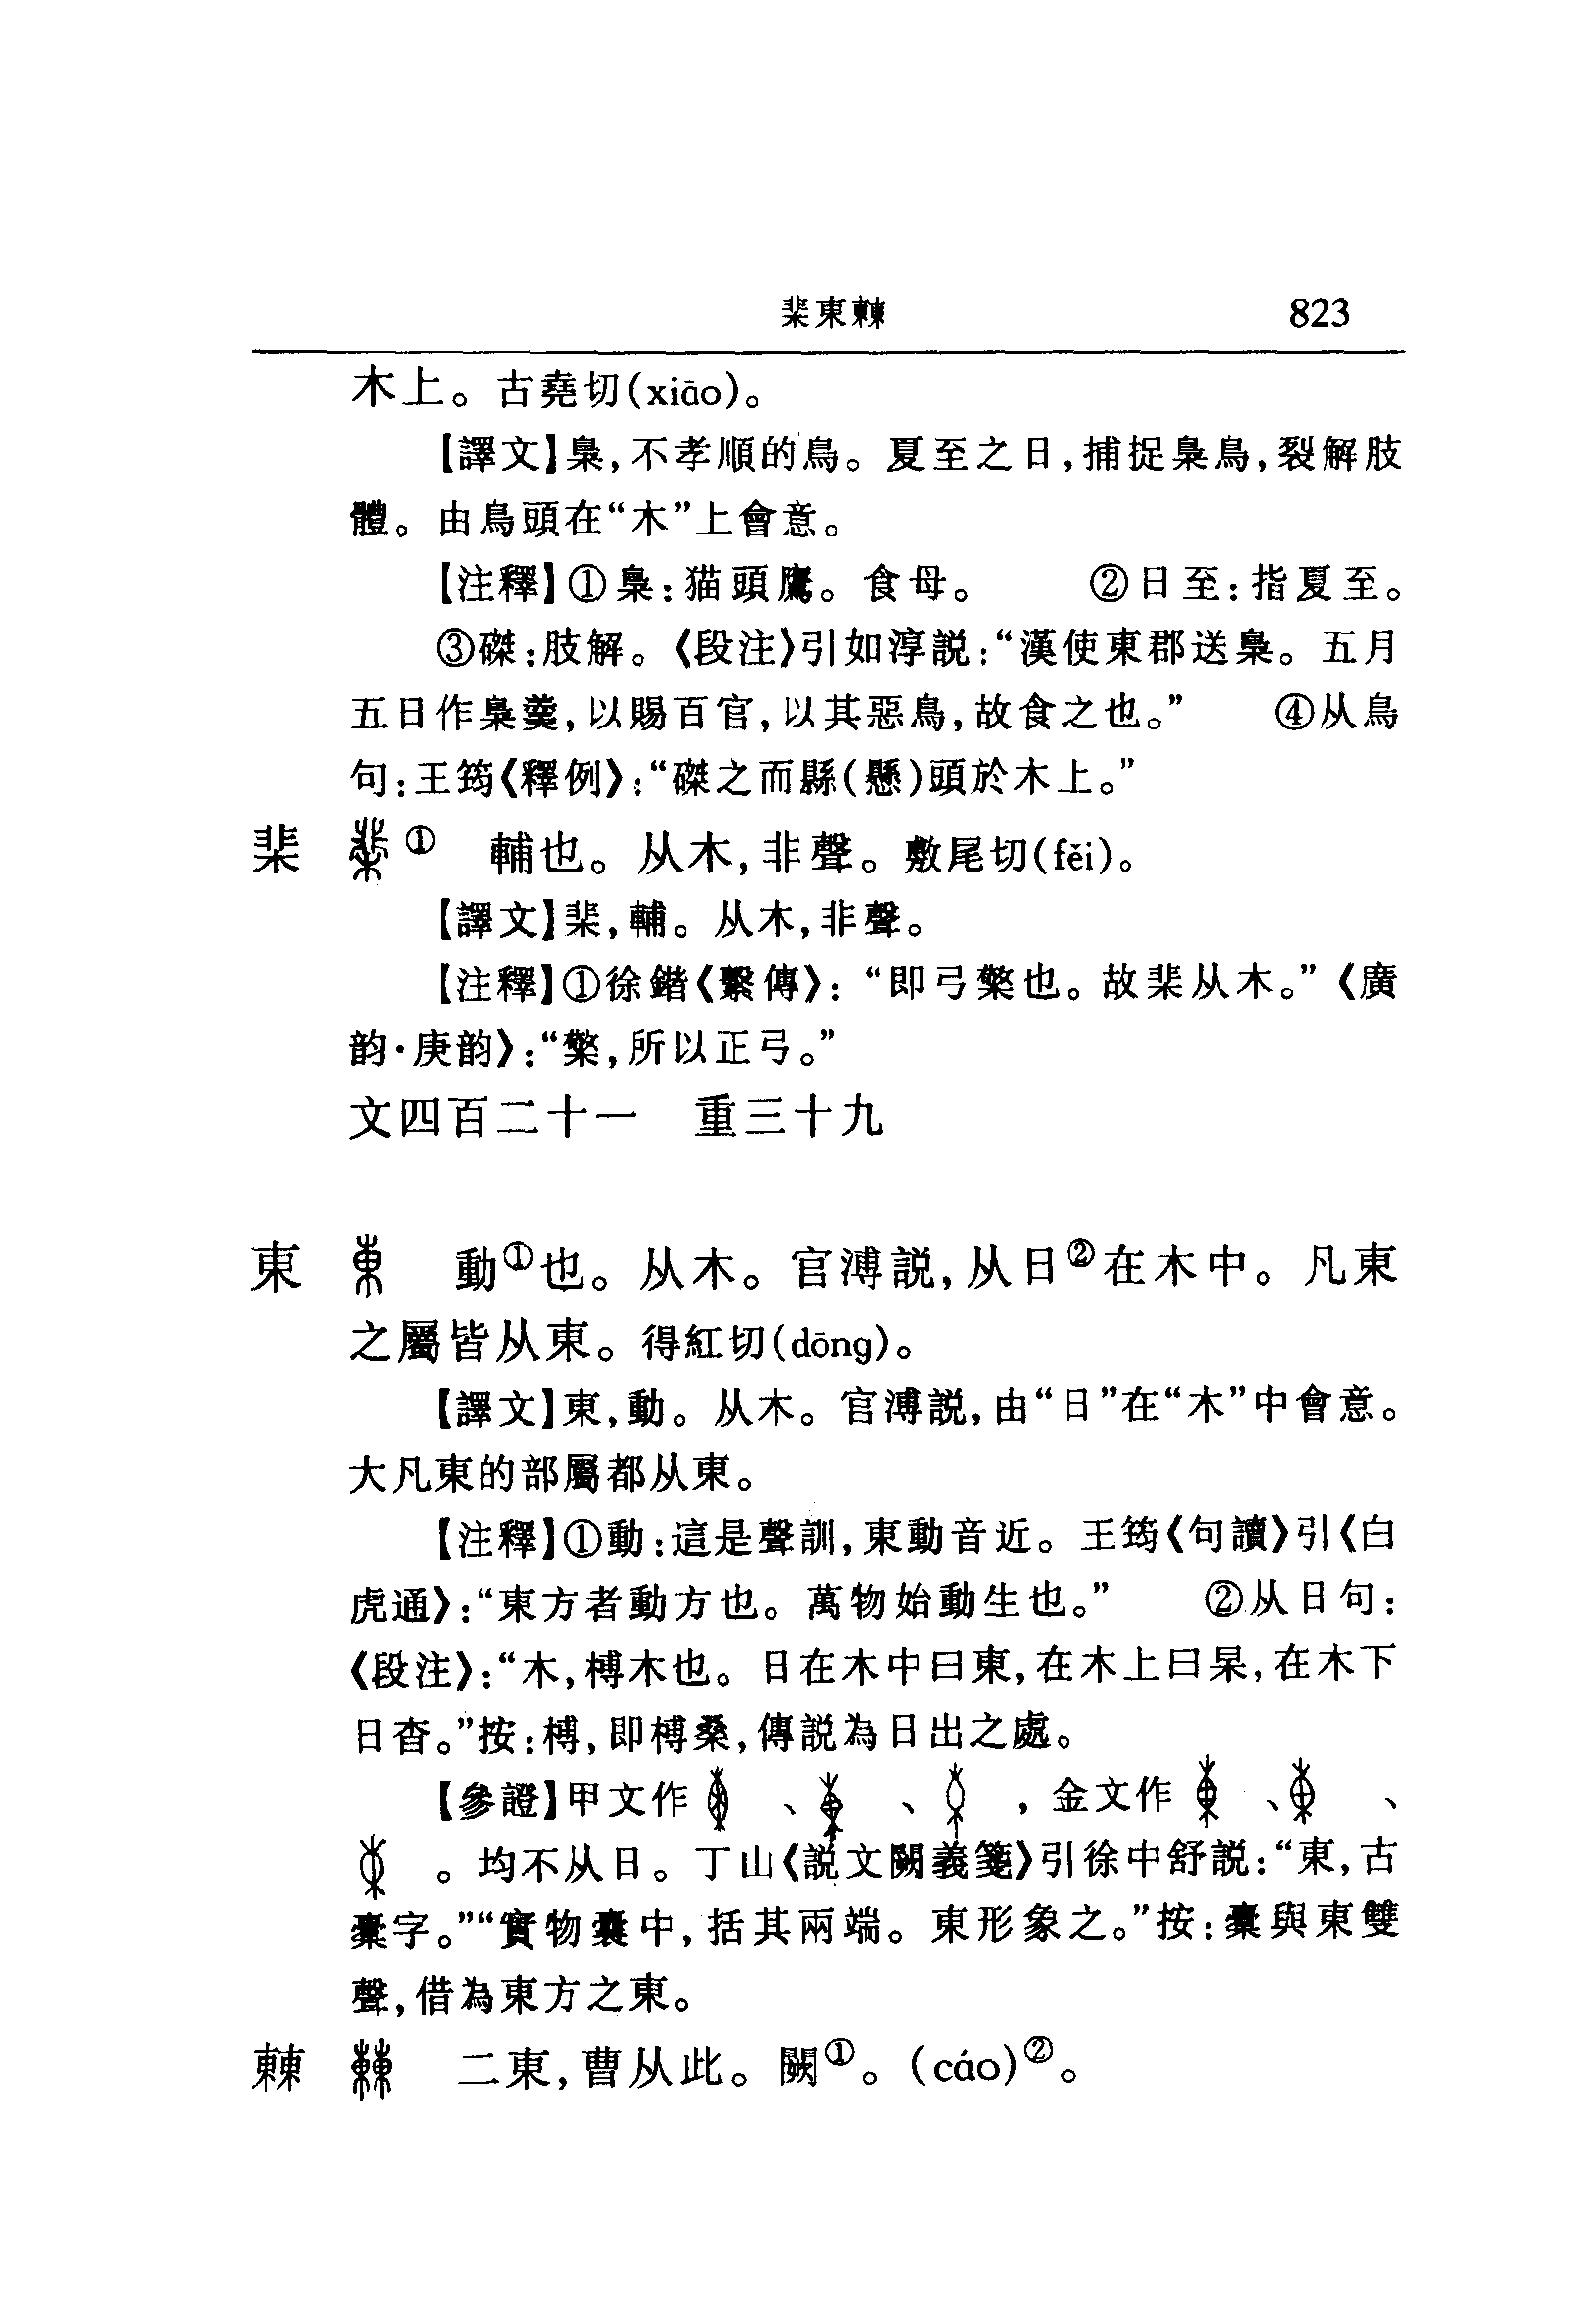 棐東𣍘 823
木上。古堯切(xiāo)。
【譯文】梟,不孝順的鳥。夏至之日,捕捉梟鳥,裂解肢
體。由鳥頭在“木”上會意。
【注釋】①梟:猫頭鷹。食母。 ②日至:指夏至。
③磔:肢解。《段注》引如淳説:“漢使東郡送梟。五月
五日作梟羹,以賜百官,以其惡鳥,故食之也。” ④从鳥
句:王筠《釋例》:“磔之而縣(懸)頭於木上。”
棐 ① 輔也。从木,非聲。敷尾切(fěi)。
【譯文】棐,輔。从木,非聲。
【注釋】①徐鍇《繫傳》:“即弓檠也。故棐从木。”《廣
韵·庚韵》:“檠,所以正弓。”
文四百二十一 重三十九
東 動①也。从木。官溥説,从日②在木中。凡東
之屬皆从東。得紅切(dōng)。
【譯文】東,動。从木。官溥説,由“日”在“木”中會意。
大凡東的部屬都从東。
【注釋】①動:這是聲訓,東動音近。王筠《句讀》引《白
虎通》:“東方者動方也。萬物始動生也。” ②从日句:
《段注》:“木,榑木也。日在木中曰東,在木上曰杲,在木下
曰杳。”按:榑,即榑桑,傳説為日出之處。
【參證】甲文作 、 、 ,金文作 、 、
。均不从日。丁山《説文闕義箋》引徐中舒説:“東,古
橐字。”“實物囊中,括其兩端。東形象之。”按:橐與東雙
聲,借為東方之東。
𣍘 二東,曹从此。闕①。(cáo)②。